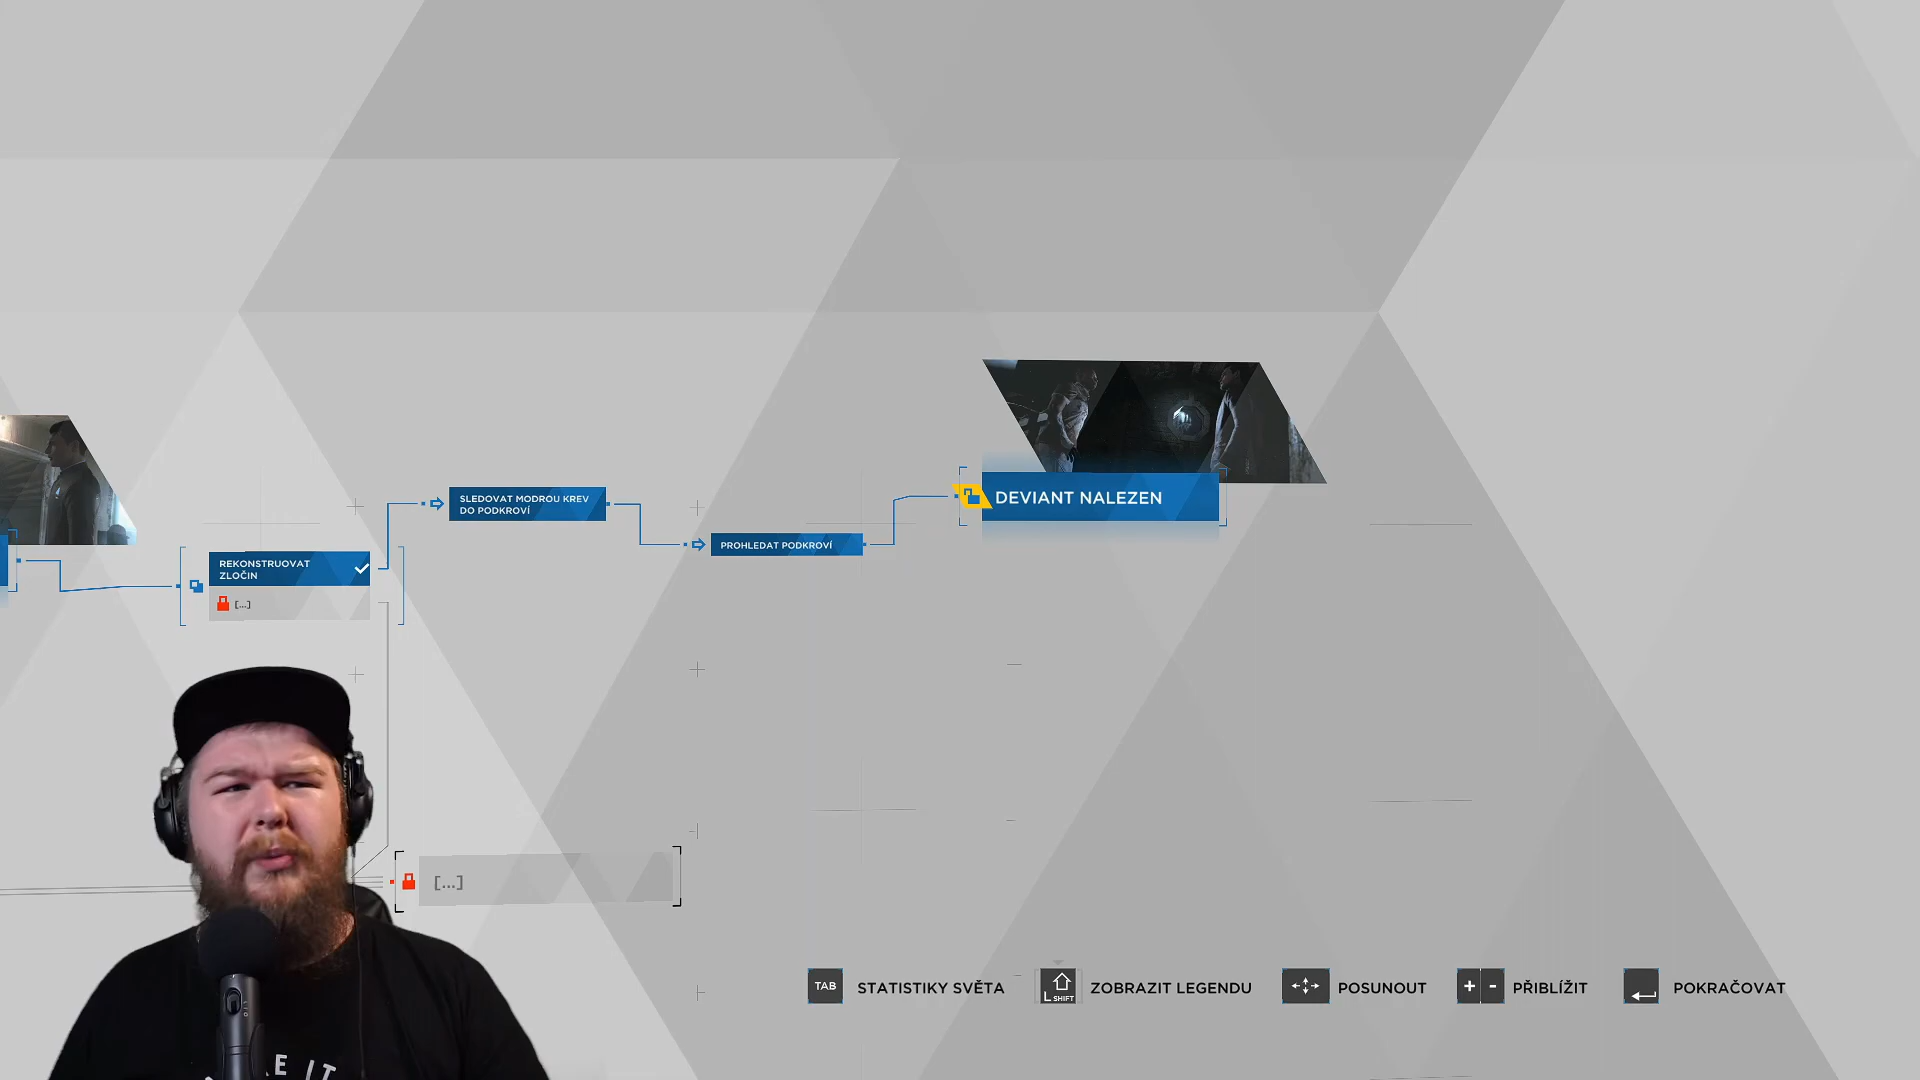 DEVIANT NALEZEN
SLEDOVAT MODROU KREV
DO PODKROVÍ
PROHLEDAT PODKROVÍ
REKONSTRUOVAT
ZLOČIN
[...]
[...]
TAB STATISTIKY SVĚTA
L SHIFT ZOBRAZIT LEGENDU
POSUNOUT
+ - PŘIBLÍŽIT
POKRAČOVAT
E IT